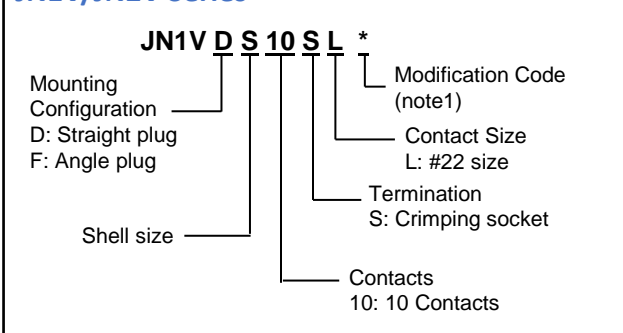 JN1V D S 10 S L *
Mounting
Configuration
D: Straight plug
F: Angle plug
Modification Code
(note1)
Contact Size
L: #22 size
Termination
S: Crimping socket
Shell size
Contacts
10: 10 Contacts